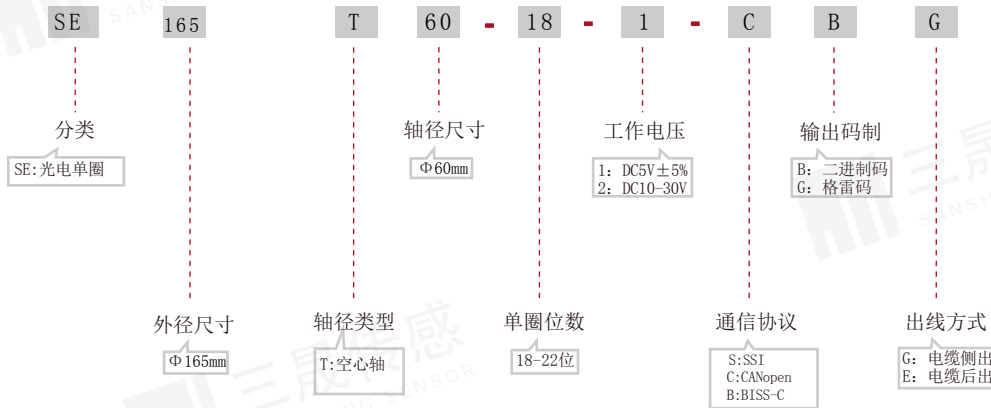 SE 165 T 60 - 18 - 1 - C B G
分类
SE:光电单圈
轴径尺寸
Φ60mm
工作电压
1: DC5V±5%
2: DC10-30V
输出码制
B: 二进制码
G: 格雷码
外径尺寸
Φ165mm
轴径类型
T:空心轴
单圈位数
18-22位
通信协议
S:SSI
C:CANopen
B:BISS-C
出线方式
G: 电缆侧出
E: 电缆后出
三晟传感